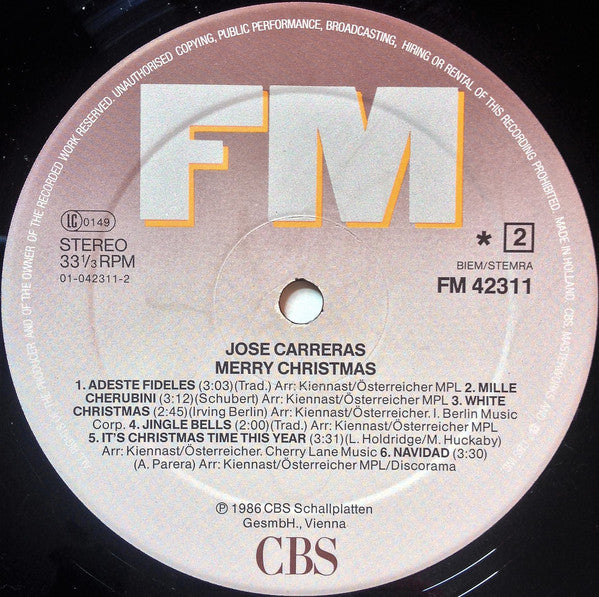 ALL RIGHTS OF THE PRODUCER AND OF THE OWNER OF THE RECORDED WORK RESERVED. UNAUTHORISED COPYING, PUBLIC PERFORMANCE, BROADCASTING, HIRING OR RENTAL OF THIS RECORDING PROHIBITED. MADE IN HOLLAND. CBS, MASTERWORKS AND
FM
LC 0149
STEREO
33 1/3 RPM
01-042311-2
* 2
BIEM/STEMRA
FM 42311
JOSE CARRERAS
MERRY CHRISTMAS
1. ADESTE FIDELES (3:03)(Trad.) Arr: Kiennast/Österreicher MPL 2. MILLE
CHERUBINI (3:12)(Schubert) Arr: Kiennast/Österreicher MPL 3. WHITE
CHRISTMAS (2:45)(Irving Berlin) Arr: Kiennast/Österreicher. I. Berlin Music
Corp. 4. JINGLE BELLS (2:00)(Trad.) Arr: Kiennast/Österreicher MPL
5. IT'S CHRISTMAS TIME THIS YEAR (3:31)(L. Holdridge/M. Huckaby)
Arr: Kiennast/Österreicher. Cherry Lane Music 6. NAVIDAD (3:30)
(A. Parera) Arr: Kiennast/Österreicher MPL/Discorama
℗ 1986 CBS Schallplatten
GesmbH., Vienna
CBS